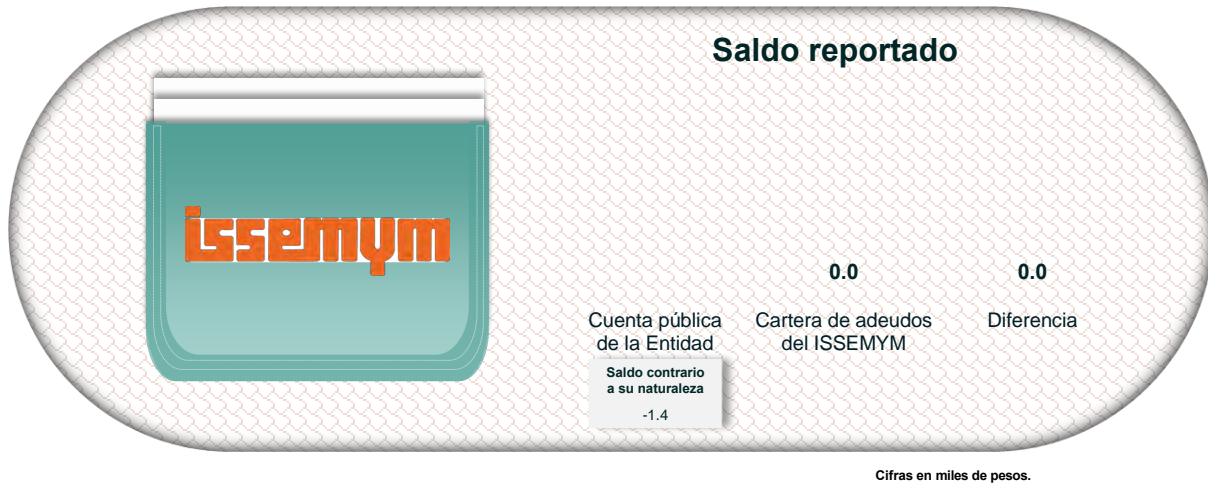 Saldo reportado
issemym
0.0
0.0
Cuenta pública
de la Entidad
Cartera de adeudos
del ISSEMYM
Diferencia
Saldo contrario
a su naturaleza
-1.4
Cifras en miles de pesos.